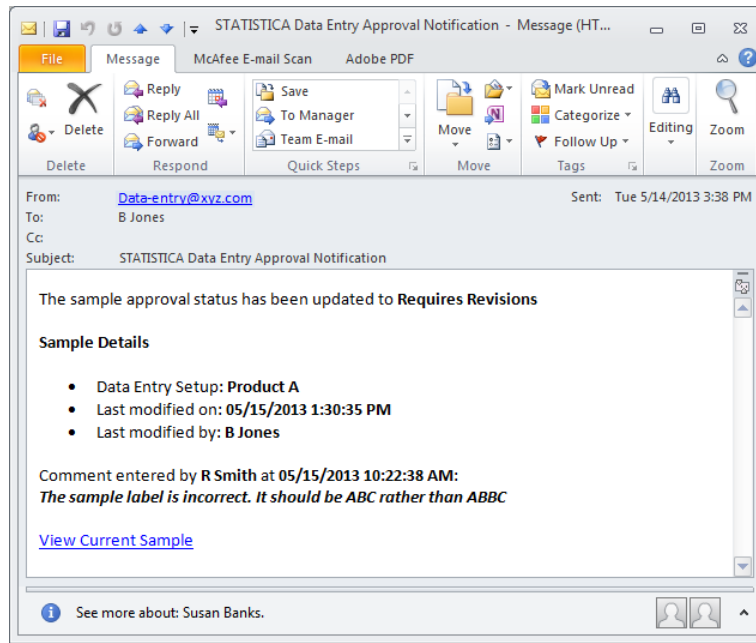 STATISTICA Data Entry Approval Notification - Message (HT...
File Message McAfee E-mail Scan Adobe PDF
Delete
Reply
Reply All
Forward
Save
To Manager
Team E-mail
Move
Mark Unread
Categorize
Follow Up
Editing
Zoom
Delete Respond Quick Steps Move Tags Zoom
From: Data-entry@xyz.com Sent: Tue 5/14/2013 3:38 PM
To: B Jones
Cc:
Subject: STATISTICA Data Entry Approval Notification
The sample approval status has been updated to Requires Revisions
Sample Details
• Data Entry Setup: Product A
• Last modified on: 05/15/2013 1:30:35 PM
• Last modified by: B Jones
Comment entered by R Smith at 05/15/2013 10:22:38 AM:
The sample label is incorrect. It should be ABC rather than ABBC
View Current Sample
See more about: Susan Banks.